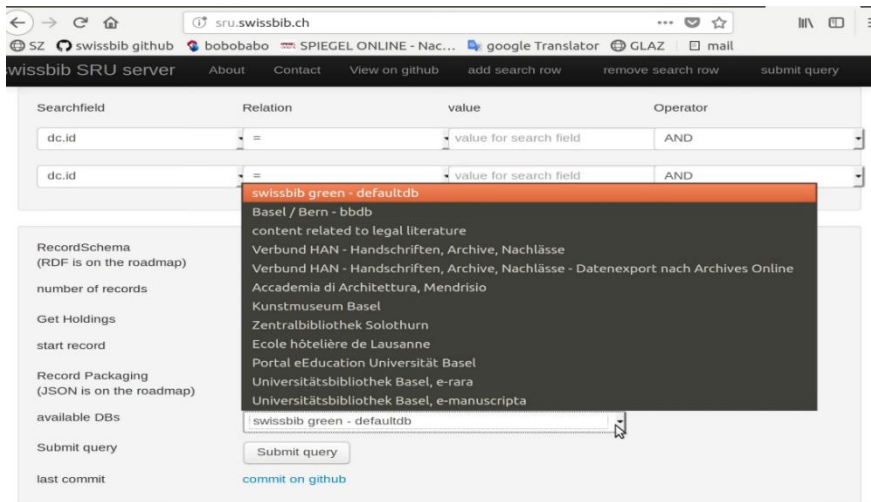 sru.swissbib.ch
SZ swissbib github bobobabo SPIEGEL ONLINE - Nac... google Translator GLAZ mail
wissbib SRU server About Contact View on github add search row remove search row submit query
Searchfield Relation value Operator
dc.id = value for search field AND
dc.id = value for search field AND
swissbib green - defaultdb
Basel / Bern - bbdb
content related to legal literature
RecordSchema Verbund HAN - Handschriften, Archive, Nachlässe
(RDF is on the roadmap) Verbund HAN - Handschriften, Archive, Nachlässe - Datenexport nach Archives Online
number of records Accademia di Architettura, Mendrisio
Kunstmuseum Basel
Get Holdings Zentralbibliothek Solothurn
start record Ecole hôtelière de Lausanne
Portal eEducation Universität Basel
Record Packaging Universitätsbibliothek Basel, e-rara
(JSON is on the roadmap) Universitätsbibliothek Basel, e-manuscripta
available DBs swissbib green - defaultdb
Submit query Submit query
last commit commit on github